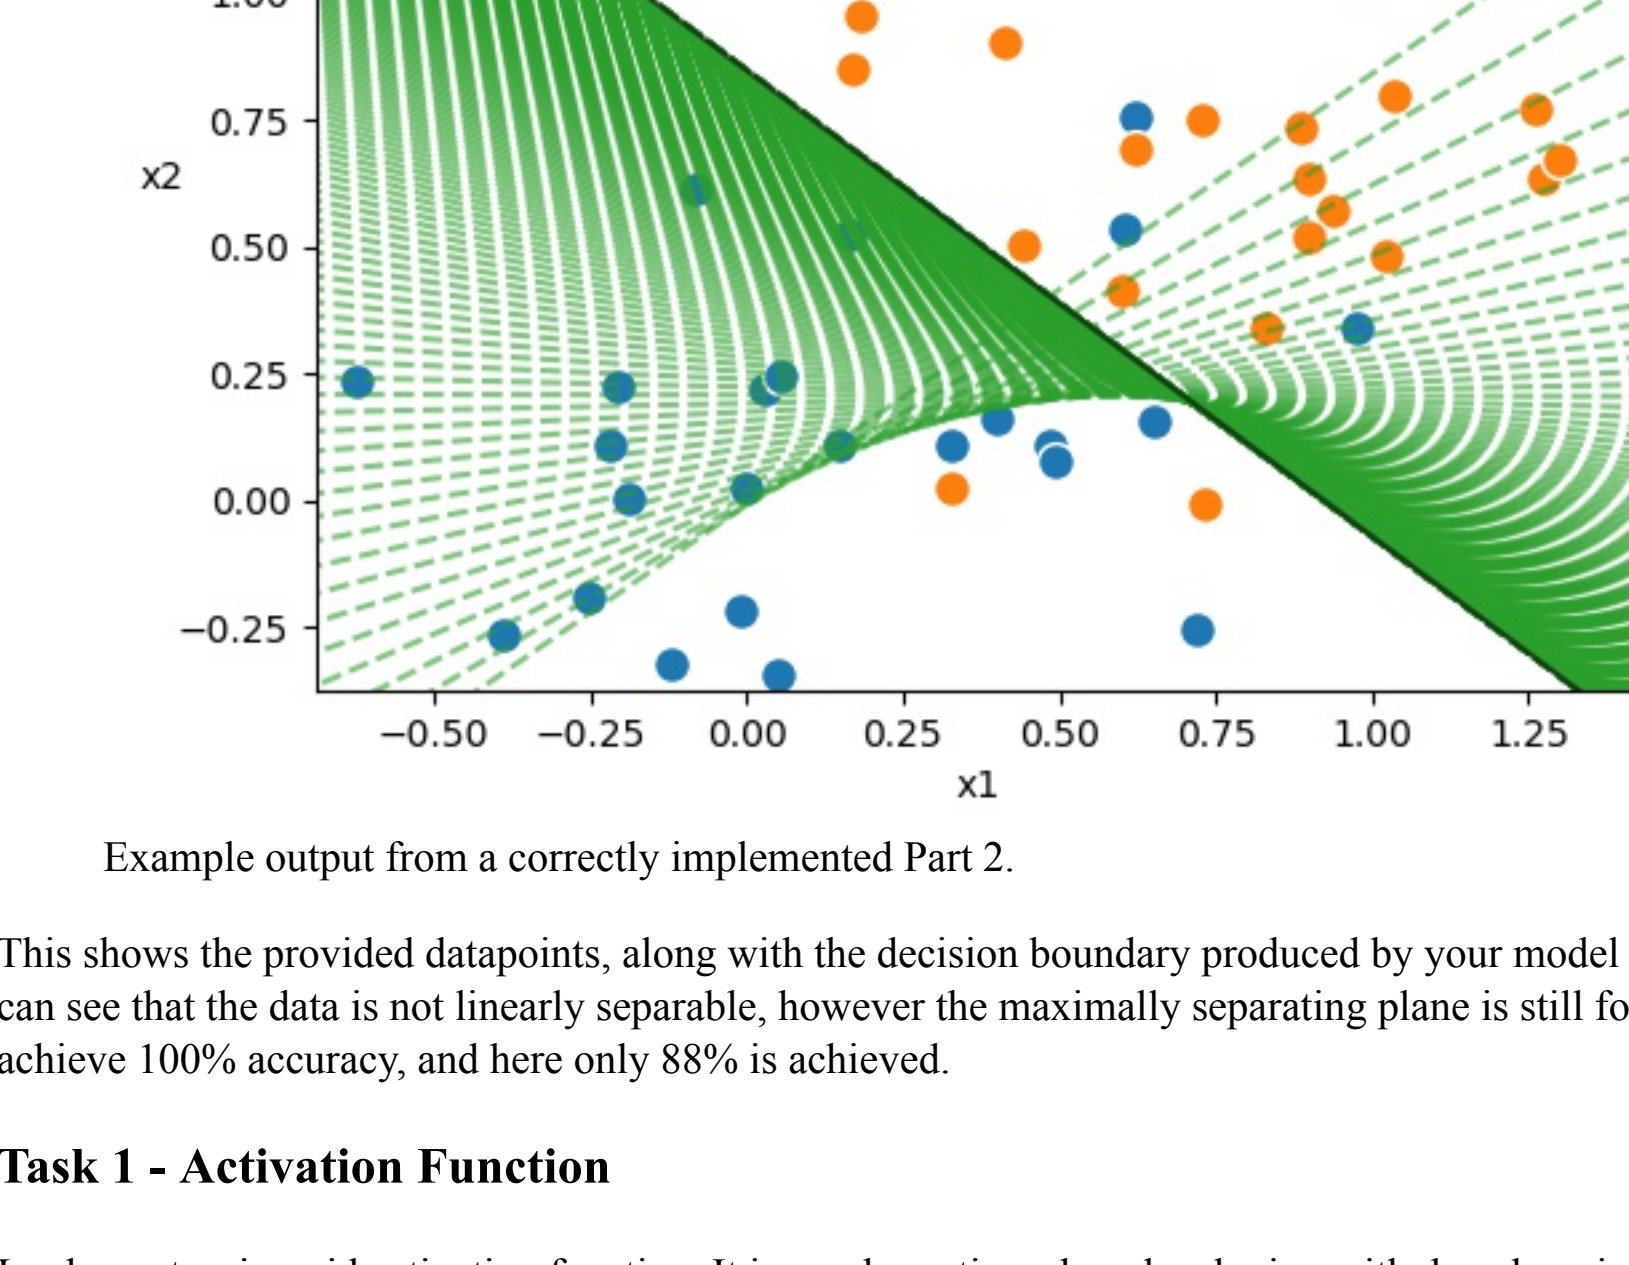 1.00
0.75
x2
0.50
0.25
0.00
−0.25
−0.50 −0.25 0.00 0.25 0.50 0.75 1.00 1.25
x1
Example output from a correctly implemented Part 2.
This shows the provided datapoints, along with the decision boundary produced by your model
can see that the data is not linearly separable, however the maximally separating plane is still fo
achieve 100% accuracy, and here only 88% is achieved.
Task 1 - Activation Function